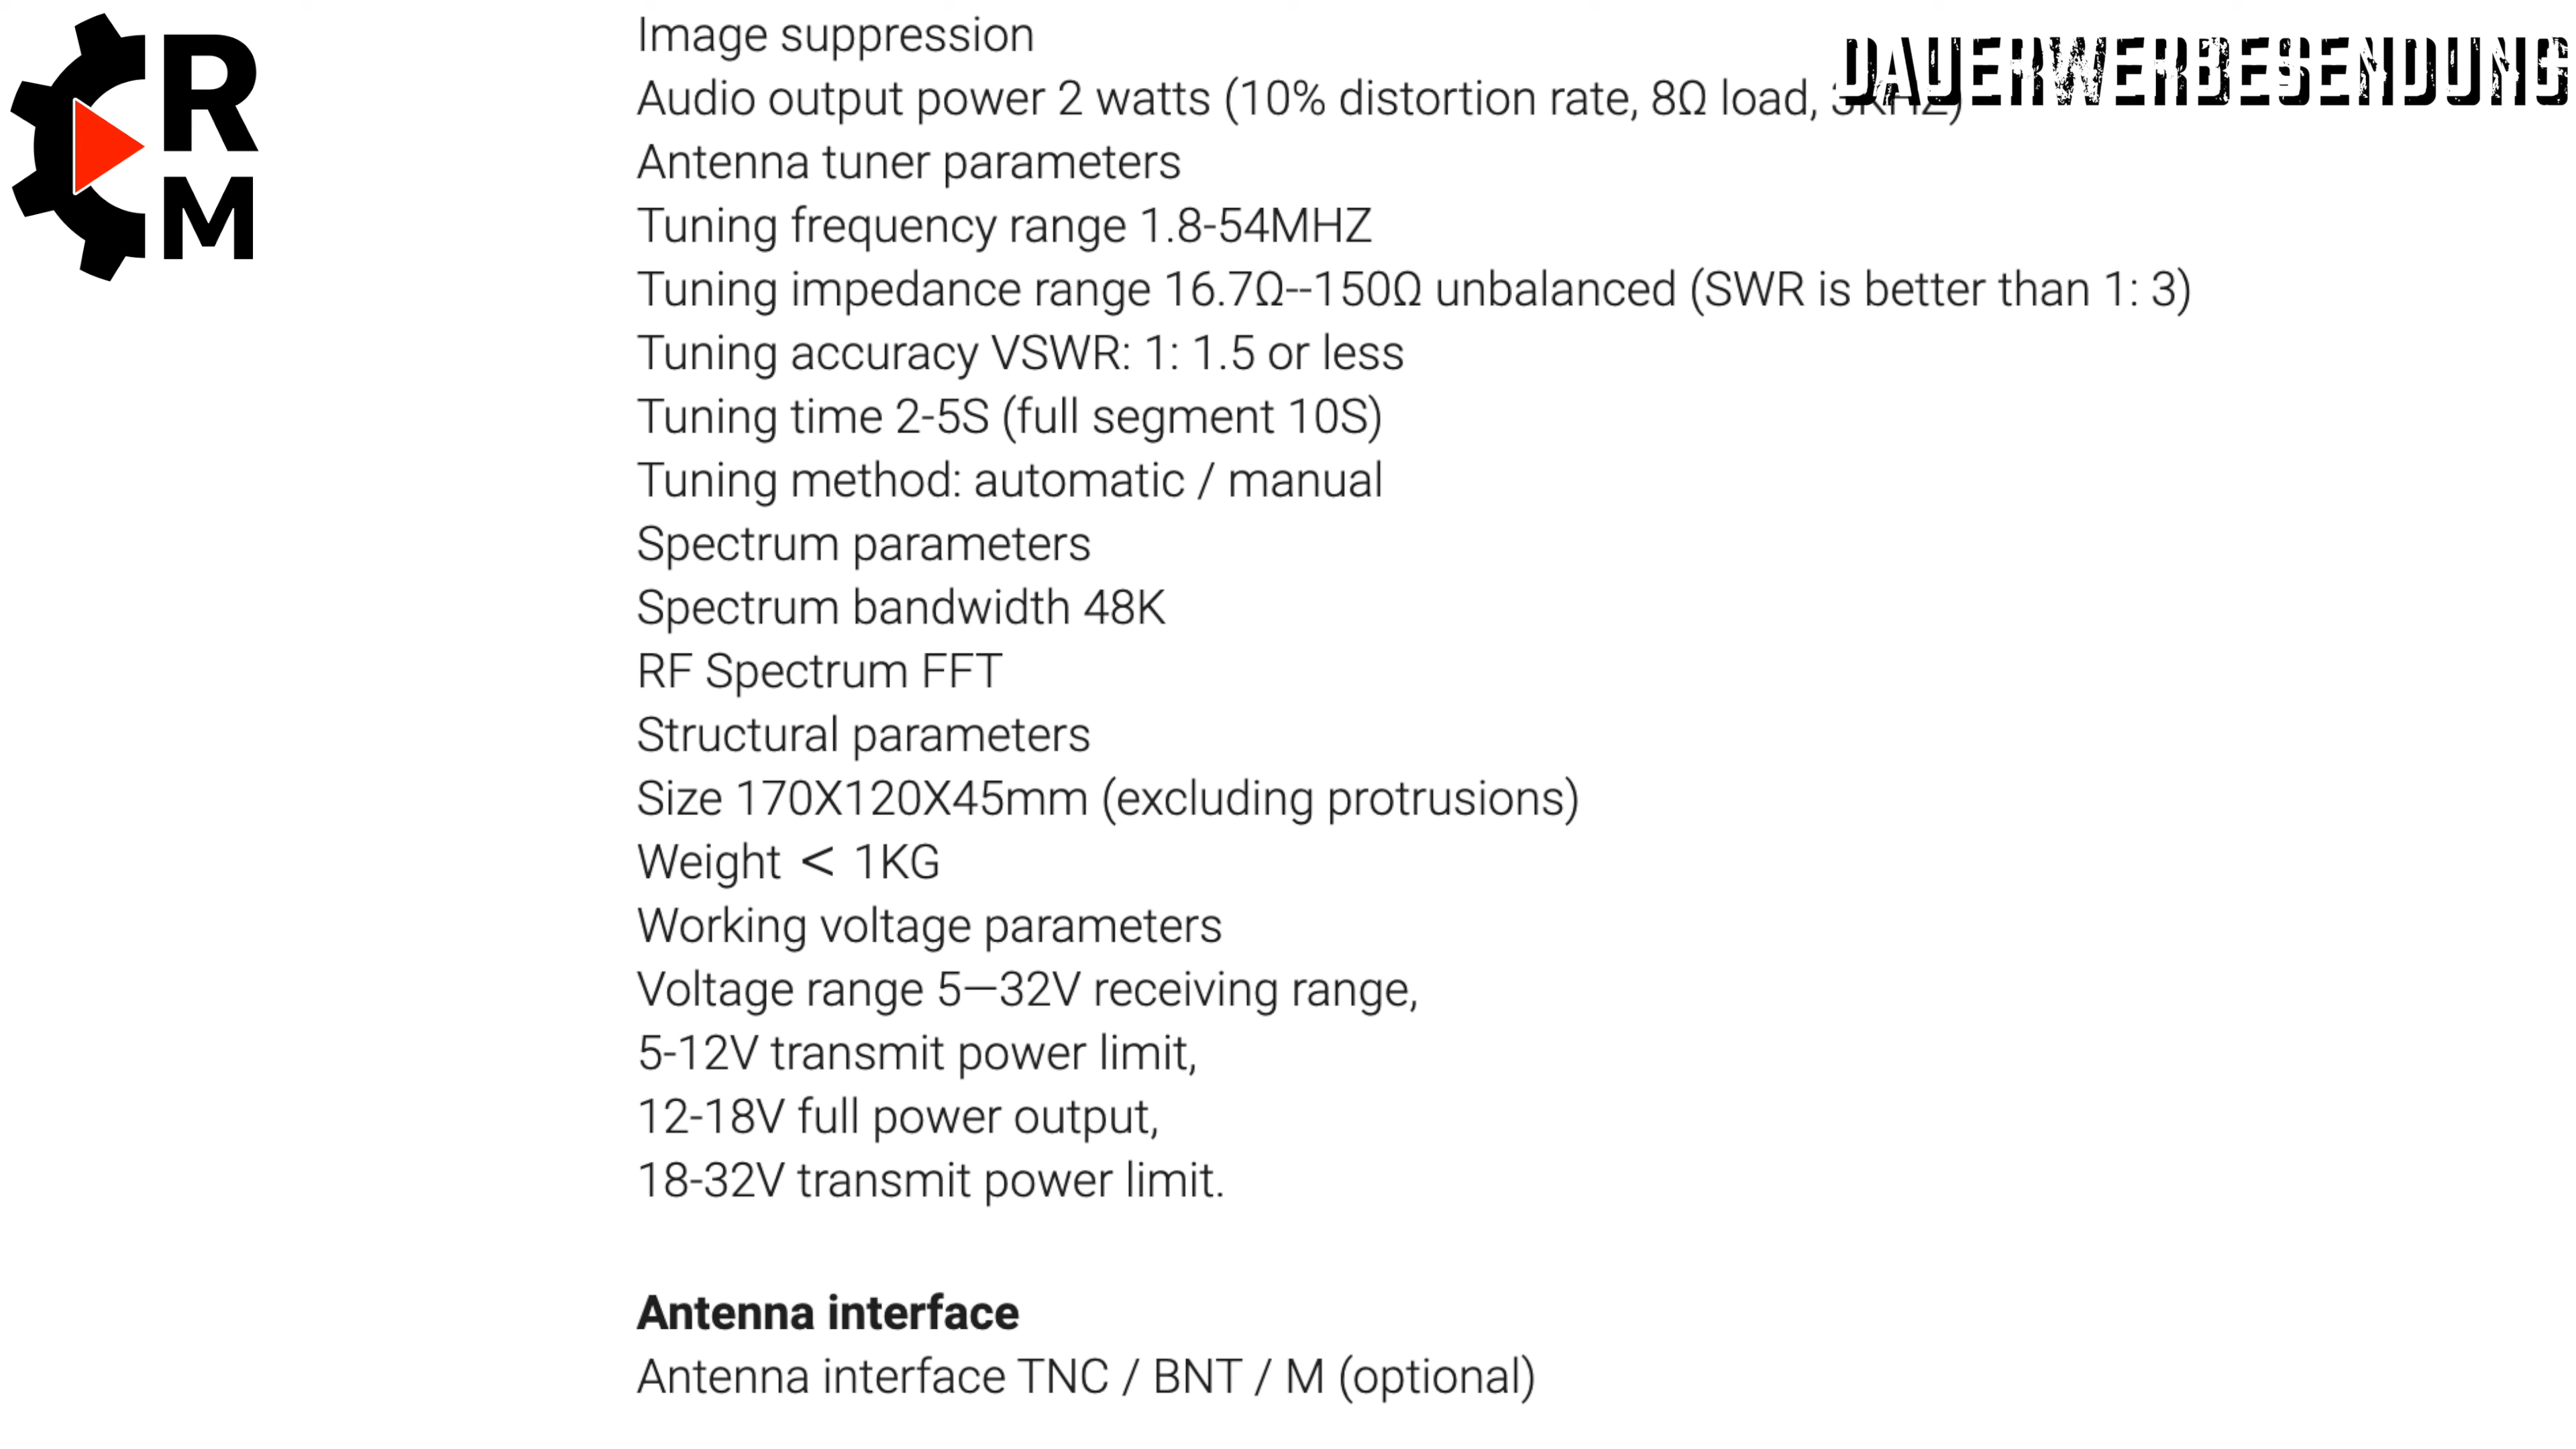 R
M
DAUERWERBESENDUNG
Image suppression
Audio output power 2 watts (10% distortion rate, 8Ω load, 3KHZ)
Antenna tuner parameters
Tuning frequency range 1.8-54MHZ
Tuning impedance range 16.7Ω--150Ω unbalanced (SWR is better than 1: 3)
Tuning accuracy VSWR: 1: 1.5 or less
Tuning time 2-5S (full segment 10S)
Tuning method: automatic / manual
Spectrum parameters
Spectrum bandwidth 48K
RF Spectrum FFT
Structural parameters
Size 170X120X45mm (excluding protrusions)
Weight < 1KG
Working voltage parameters
Voltage range 5—32V receiving range,
5-12V transmit power limit,
12-18V full power output,
18-32V transmit power limit.
Antenna interface
Antenna interface TNC / BNT / M (optional)